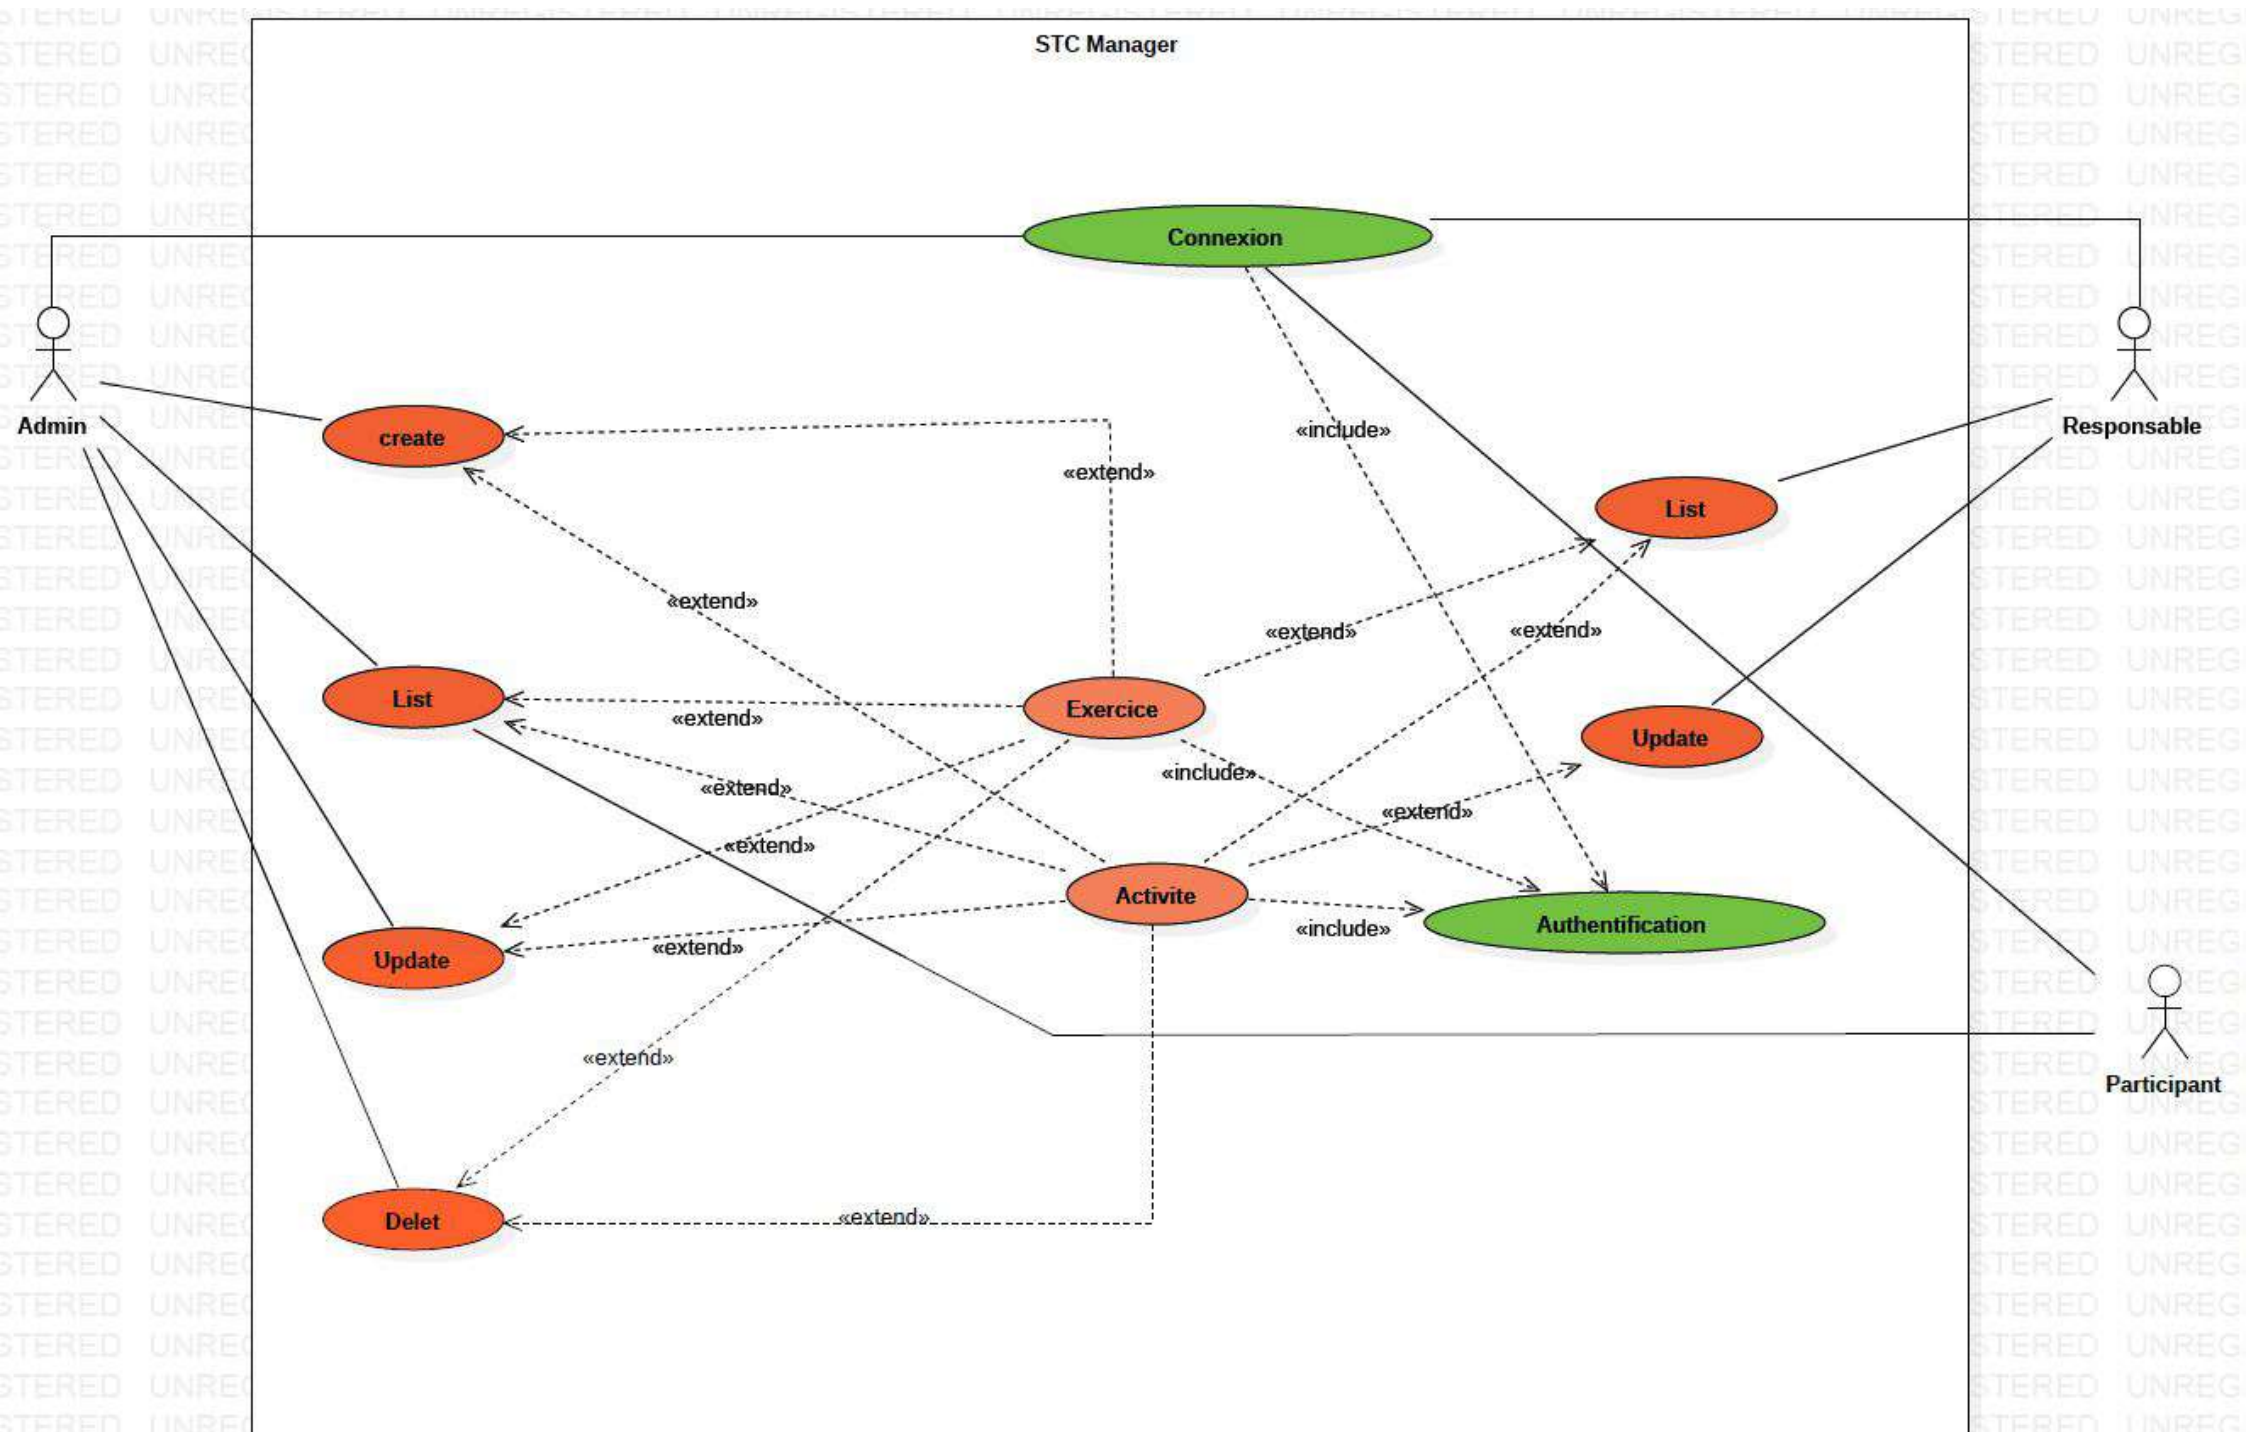 STC Manager
Connexion
Admin
create
«extend»
«include»
Responsable
List
«extend»
«extend»
«extend»
List
«extend»
Exercice
Update
«extend»
«include»
«extend»
«extend»
Activite
Update
«extend»
«include»
Authentification
«extend»
Participant
Delet
«extend»
UNREGISTERED